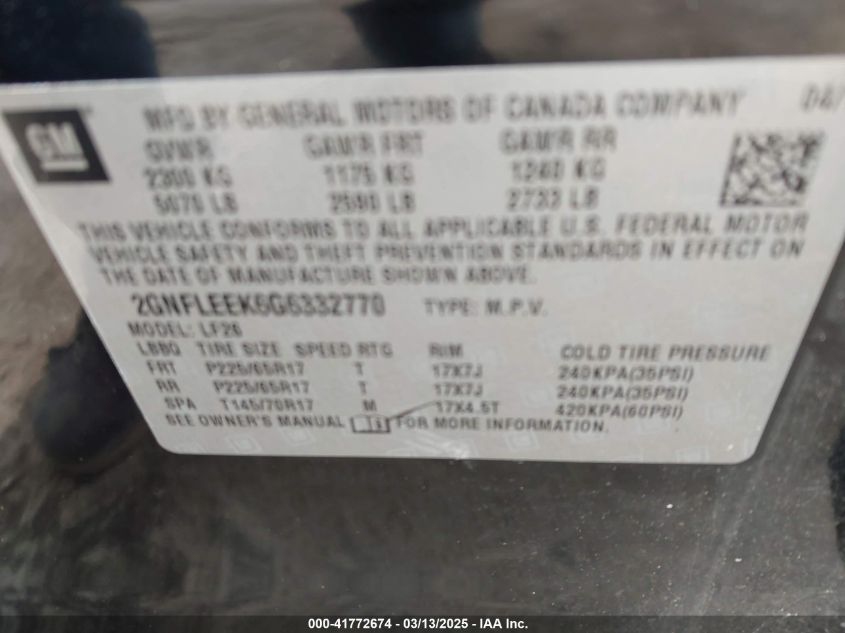 GM
MFD BY GENERAL MOTORS OF CANADA COMPANY 04/
GVWR GAWR FRT GAWR RR
2300 KG 1175 KG 1240 KG
5070 LB 2590 LB 2733 LB
THIS VEHICLE CONFORMS TO ALL APPLICABLE U.S. FEDERAL MOTOR
VEHICLE SAFETY AND THEFT PREVENTION STANDARDS IN EFFECT ON
THE DATE OF MANUFACTURE SHOWN ABOVE.
2GNFLEEK6G6332770 TYPE: M.P.V.
MODEL: LF26
LBBQ TIRE SIZE SPEED RTG RIM COLD TIRE PRESSURE
FRT P225/65R17 T 17X7J 240KPA(35PSI)
RR P225/65R17 T 17X7J 240KPA(35PSI)
SPA T145/70R17 M 17X4.5T 420KPA(60PSI)
SEE OWNER'S MANUAL FOR MORE INFORMATION.
000-41772674 / 03/13/2025 - IAA Inc.